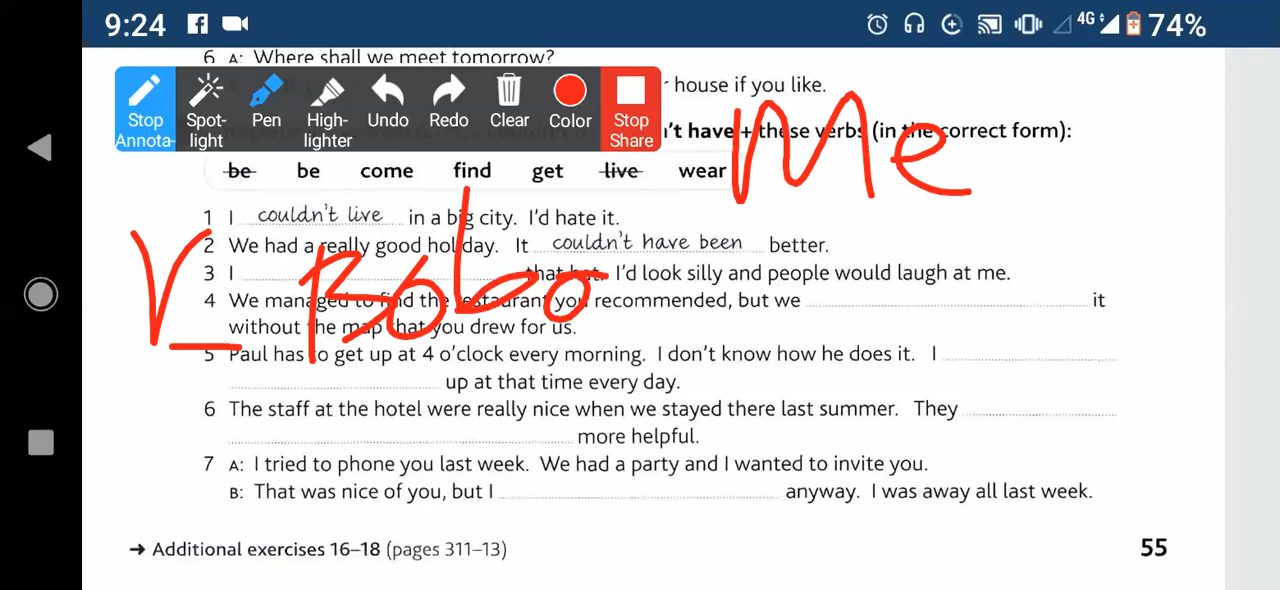 9:24 4G 74%
6 A: Where shall we meet tomorrow?
house if you like.
Stop Annota- Spot-light Pen High-lighter Undo Redo Clear Color Stop Share
't have + these verbs (in the correct form):
Me
be be come find get live wear
1 I couldn't live in a big city. I'd hate it.
2 We had a really good holiday. It couldn't have been better.
3 I that hat. I'd look silly and people would laugh at me.
4 We managed to find the restaurant you recommended, but we it
without the map that you drew for us.
5 Paul has to get up at 4 o'clock every morning. I don't know how he does it. I
up at that time every day.
6 The staff at the hotel were really nice when we stayed there last summer. They
more helpful.
7 A: I tried to phone you last week. We had a party and I wanted to invite you.
B: That was nice of you, but I anyway. I was away all last week.
→ Additional exercises 16–18 (pages 311–13) 55